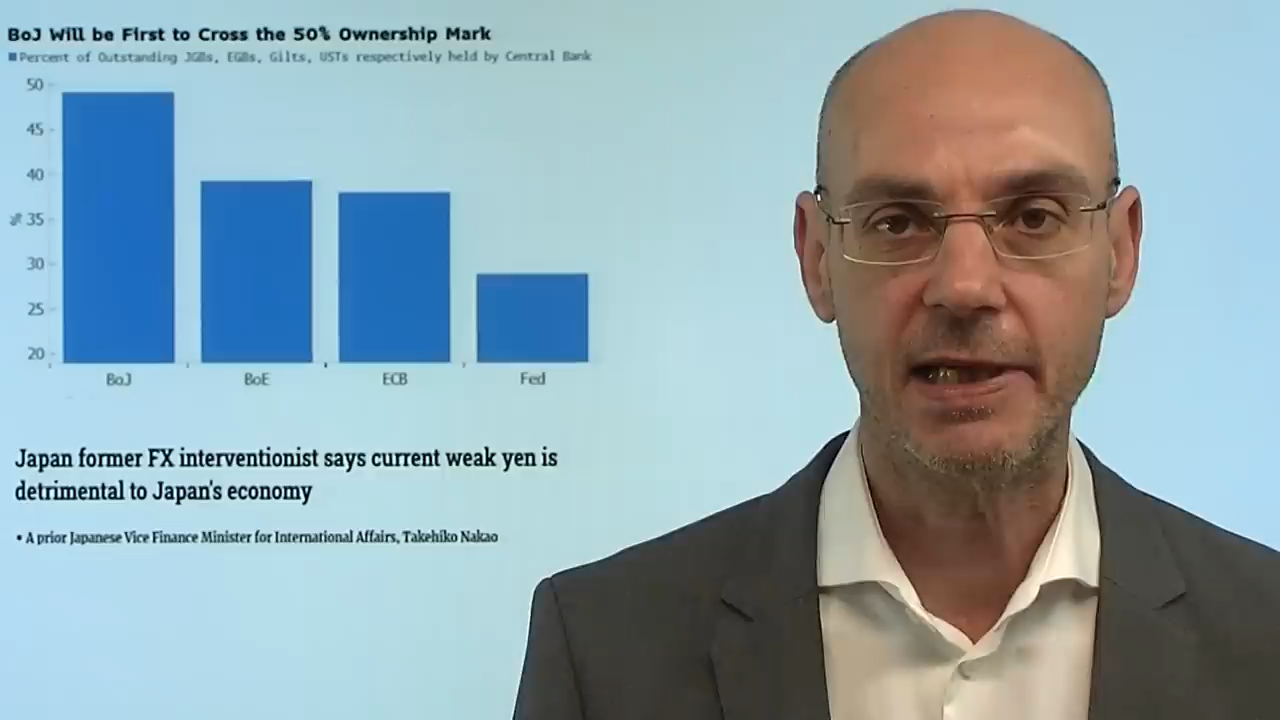 BoJ Will be First to Cross the 50% Ownership Mark
Percent of Outstanding JGBs, EGBs, Gilts, USTs respectively held by Central Bank
50
45
40
% 35
30
25
20
BoJ BoE ECB Fed
Japan former FX interventionist says current weak yen is
detrimental to Japan's economy
• A prior Japanese Vice Finance Minister for International Affairs, Takehiko Nakao